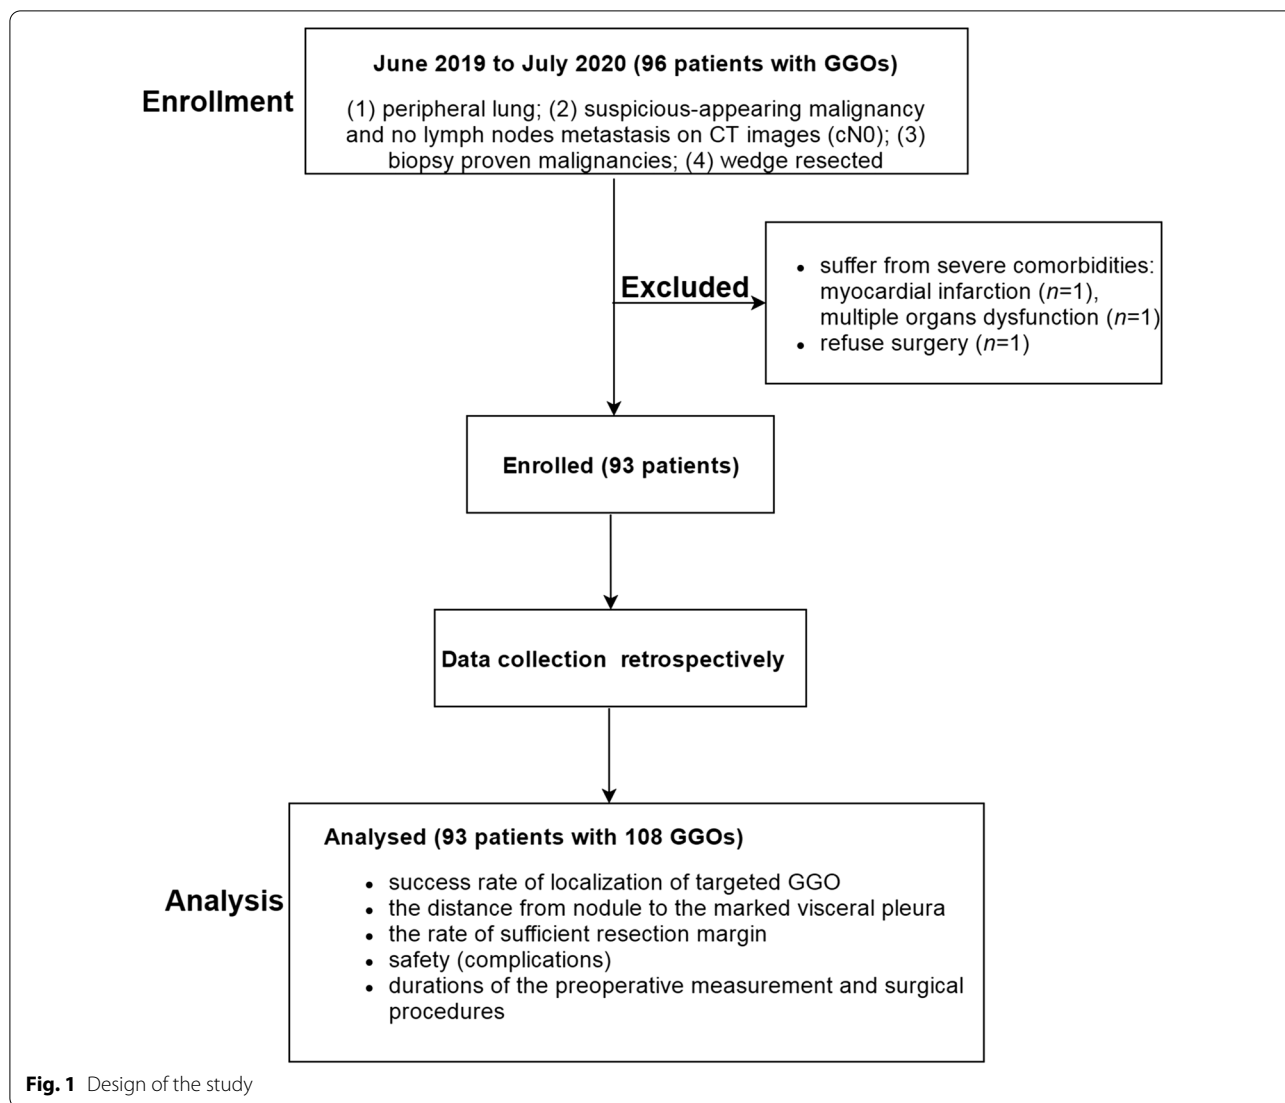 June 2019 to July 2020 (96 patients with GGOs)
Enrollment
(1) peripheral lung; (2) suspicious-appearing malignancy
and no lymph nodes metastasis on CT images (cN0); (3)
biopsy proven malignancies; (4) wedge resected
Excluded
• suffer from severe comorbidities:
myocardial infarction (n=1),
multiple organs dysfunction (n=1)
• refuse surgery (n=1)
Enrolled (93 patients)
Data collection retrospectively
Analysed (93 patients with 108 GGOs)
Analysis
• success rate of localization of targeted GGO
• the distance from nodule to the marked visceral pleura
• the rate of sufficient resection margin
• safety (complications)
• durations of the preoperative measurement and surgical
procedures
Fig. 1 Design of the study